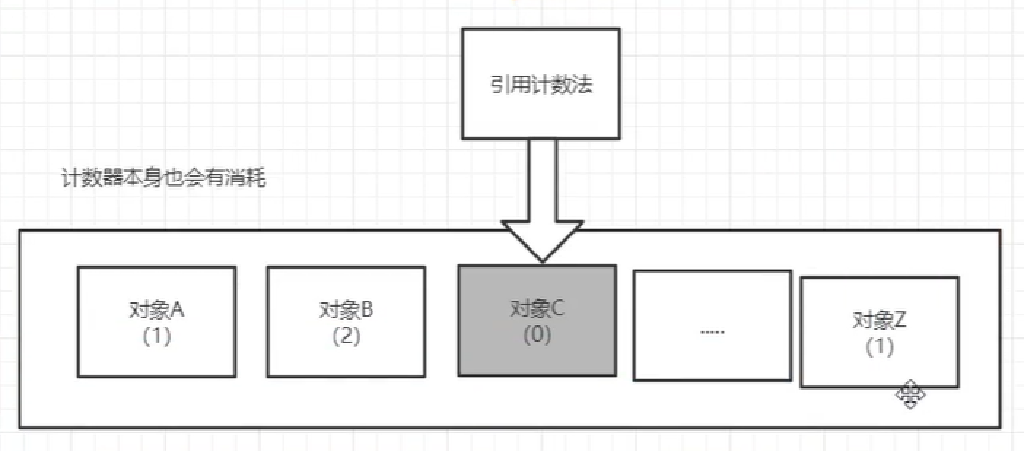 引用计数法
计数器本身也会有消耗
对象A
(1)
对象B
(2)
对象C
(0)
.....
对象Z
(1)